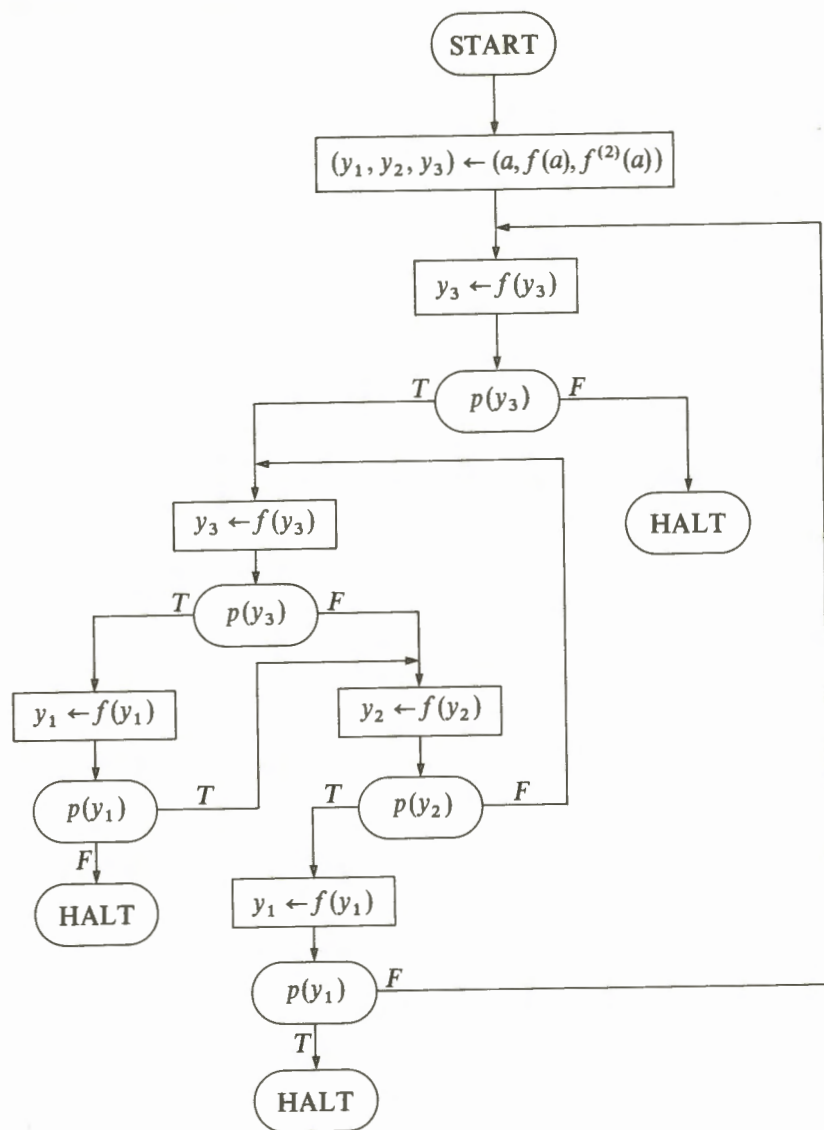 START
(y₁, y₂, y₃) ← (a, f(a), f⁽²⁾(a))
y₃ ← f(y₃)
T p(y₃) F
HALT
y₃ ← f(y₃)
T p(y₃) F
y₁ ← f(y₁)
y₂ ← f(y₂)
p(y₁) T
T p(y₂) F
F
HALT
y₁ ← f(y₁)
p(y₁) F
T
HALT